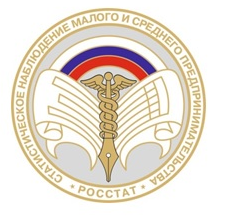 СТАТИСТИЧЕСКОЕ НАБЛЮДЕНИЕ МАЛОГО И СРЕДНЕГО ПРЕДПРИНИМАТЕЛЬСТВА
* РОССТАТ *